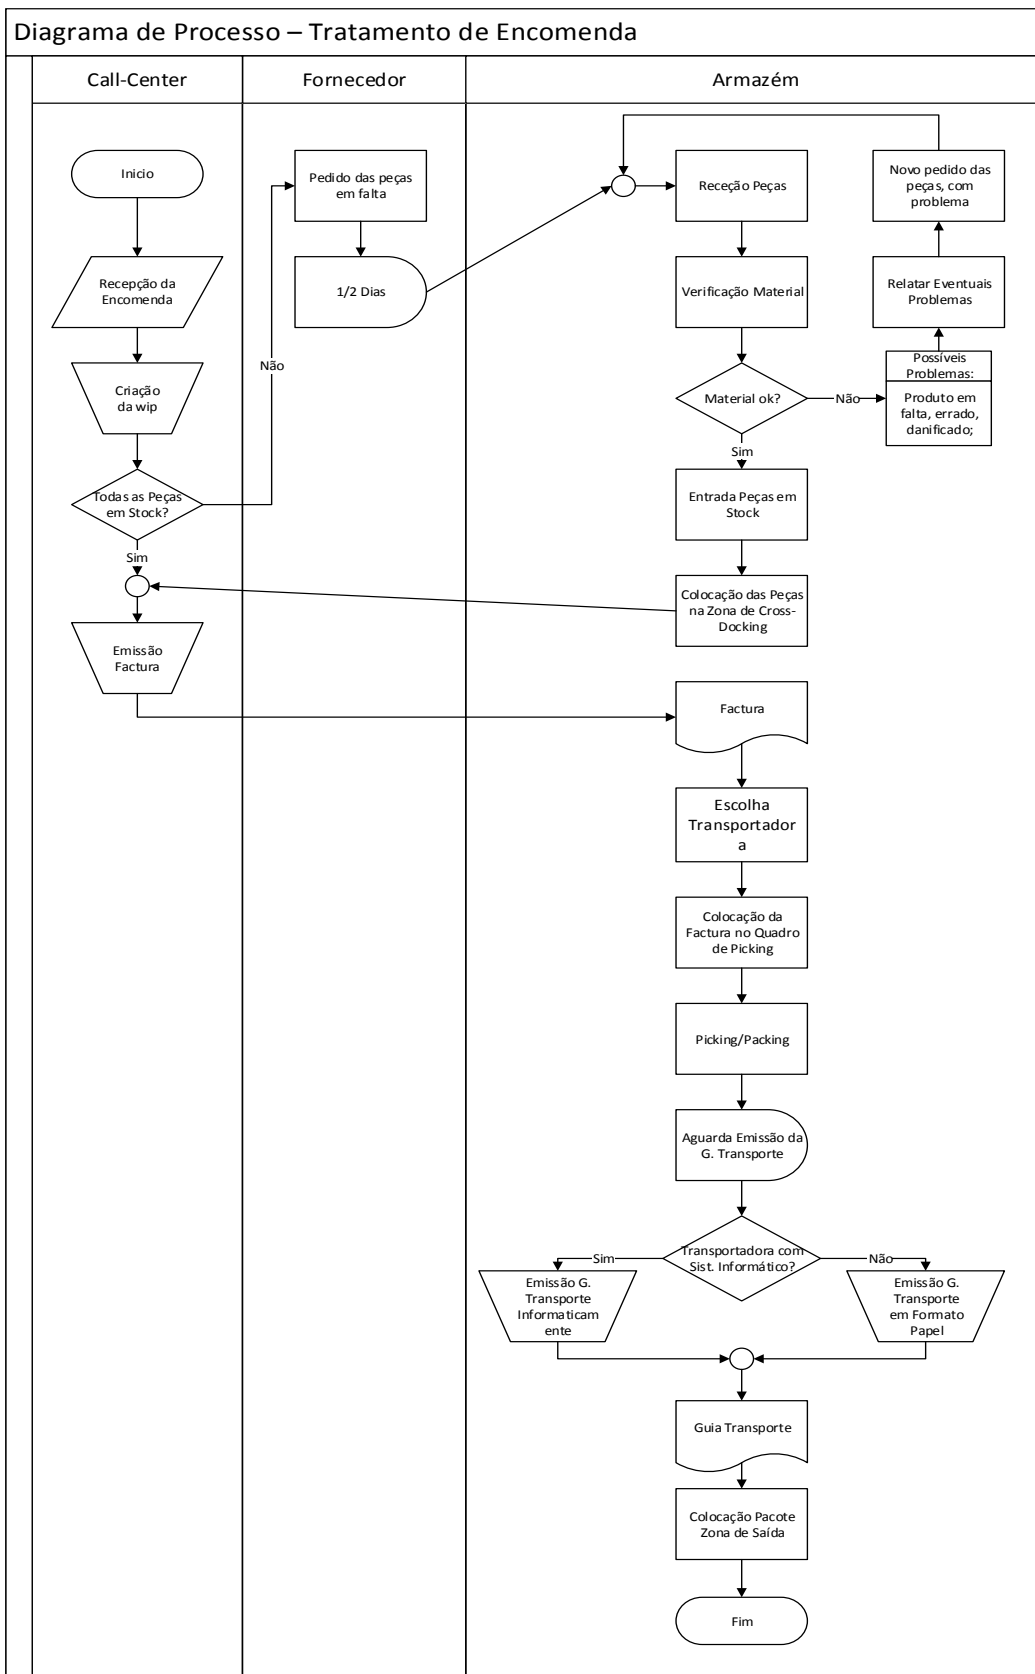 Diagrama de Processo – Tratamento de Encomenda
Call-Center
Fornecedor
Armazém
Inicio
Recepção da
Encomenda
Criação
da wip
Todas as Peças
em Stock?
Não
Sim
Emissão
Factura
Pedido das peças
em falta
1/2 Dias
Receção Peças
Verificação Material
Material ok?
Não
Possíveis
Problemas:
Produto em
falta, errado,
danificado;
Relatar Eventuais
Problemas
Novo pedido das
peças, com
problema
Sim
Entrada Peças em
Stock
Colocação das Peças
na Zona de Cross-
Docking
Factura
Escolha
Transportador
a
Colocação da
Factura no Quadro
de Picking
Picking/Packing
Aguarda Emissão da
G. Transporte
Transportadora com
Sist. Informático?
Sim
Não
Emissão G.
Transporte
Informaticam
ente
Emissão G.
Transporte
em Formato
Papel
Guia Transporte
Colocação Pacote
Zona de Saída
Fim